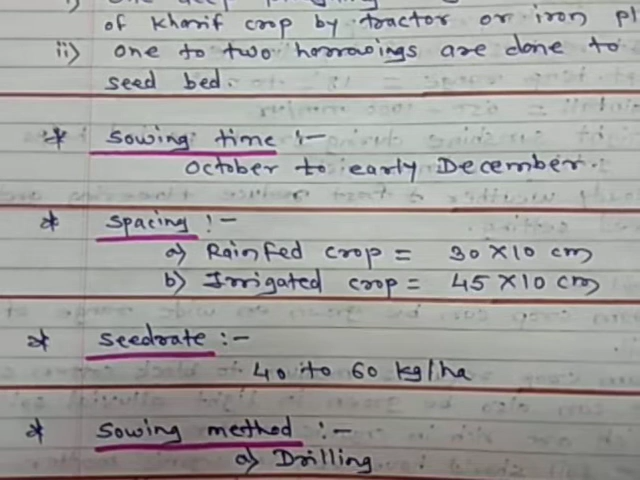 of Kharif crop by tractor or iron
ii) one to two harrowings are done to
seed bed.
* Sowing time :-
October to early December.
* Spacing :-
a) Rainfed crop = 30 × 10 cm
b) Irrigated crop = 45 × 10 cm
* Seedrate :-
40 to 60 kg/ha
* Sowing method :-
a) Drilling